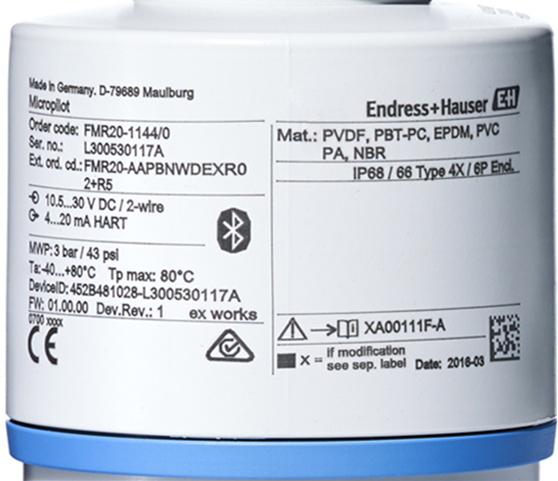 Made in Germany. D-79689 Maulburg
Micropilot
Order code: FMR20-1144/0
Ser. no.: L300530117A
Ext. ord. cd.: FMR20-AAPBNWDEXR0
2+R5
10.5...30 V DC / 2-wire
4...20 mA HART
MWP: 3 bar / 43 psi
Ta:-40...+80°C Tp max: 80°C
DeviceID: 452B481028-L300530117A
FW: 01.00.00 Dev.Rev.: 1 ex works
0700 xxxx
CE
Endress+Hauser EH
Mat.: PVDF, PBT-PC, EPDM, PVC
PA, NBR
IP68 / 66 Type 4X / 6P Encl.
XA00111F-A
X = if modification
see sep. label Date: 2016-03